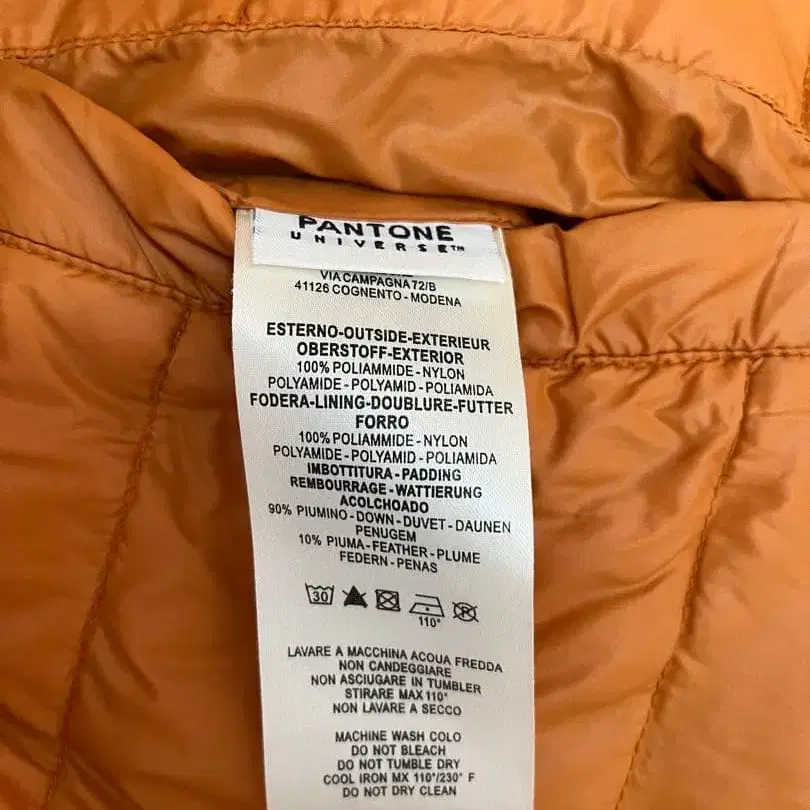 PANTONE
UNIVERSE™
VIA CAMPAGNA 72/B
41126 COGNENTO - MODENA
ESTERNO-OUTSIDE-EXTERIEUR
OBERSTOFF-EXTERIOR
100% POLIAMMIDE - NYLON
POLYAMIDE - POLYAMID - POLIAMIDA
FODERA-LINING-DOUBLURE-FUTTER
FORRO
100% POLIAMMIDE - NYLON
POLYAMIDE - POLYAMID - POLIAMIDA
IMBOTTITURA - PADDING
REMBOURRAGE - WATTIERUNG
ACOLCHOADO
90% PIUMINO - DOWN - DUVET - DAUNEN
PENUGEM
10% PIUMA - FEATHER - PLUME
FEDERN - PENAS
30
110°
P
LAVARE A MACCHINA ACQUA FREDDA
NON CANDEGGIARE
NON ASCIUGARE IN TUMBLER
STIRARE MAX 110°
NON LAVARE A SECCO
MACHINE WASH COLO
DO NOT BLEACH
DO NOT TUMBLE DRY
COOL IRON MX 110°/230° F
DO NOT DRY CLEAN